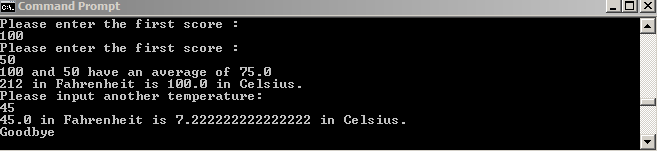 Command Prompt
Please enter the first score :
100
Please enter the first score :
50
100 and 50 have an average of 75.0
212 in Fahrenheit is 100.0 in Celsius.
Please input another temperature:
45
45.0 in Fahrenheit is 7.222222222222222 in Celsius.
Goodbye